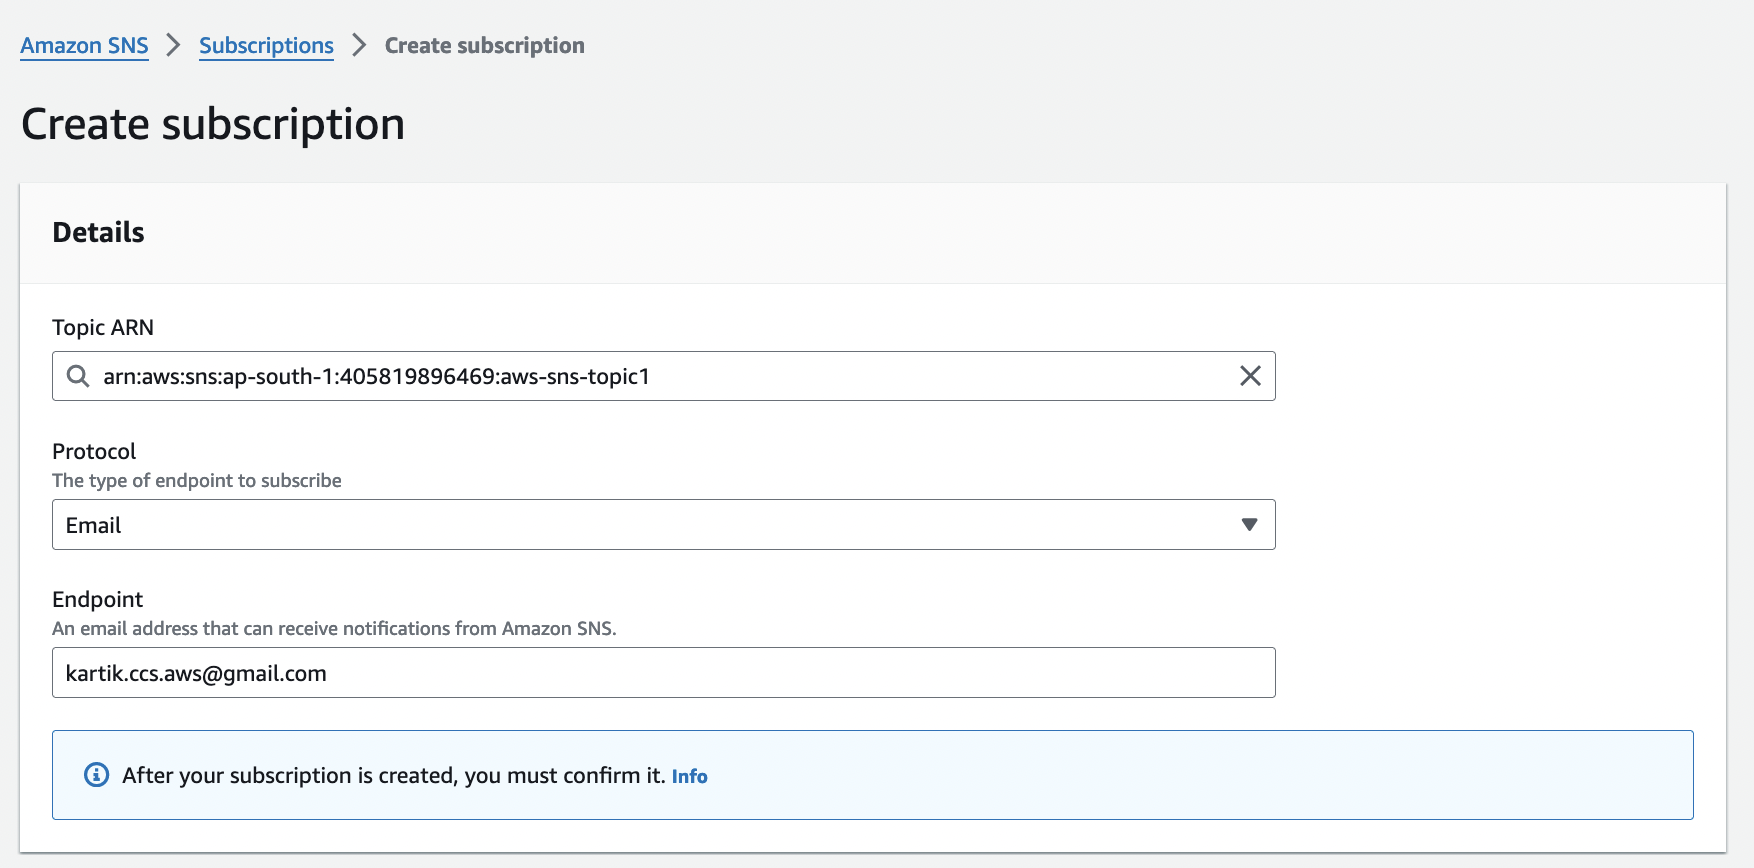 Amazon SNS > Subscriptions > Create subscription
Create subscription
Details
Topic ARN
arn:aws:sns:ap-south-1:405819896469:aws-sns-topic1
Protocol
The type of endpoint to subscribe
Email
Endpoint
An email address that can receive notifications from Amazon SNS.
kartik.ccs.aws@gmail.com
After your subscription is created, you must confirm it. Info